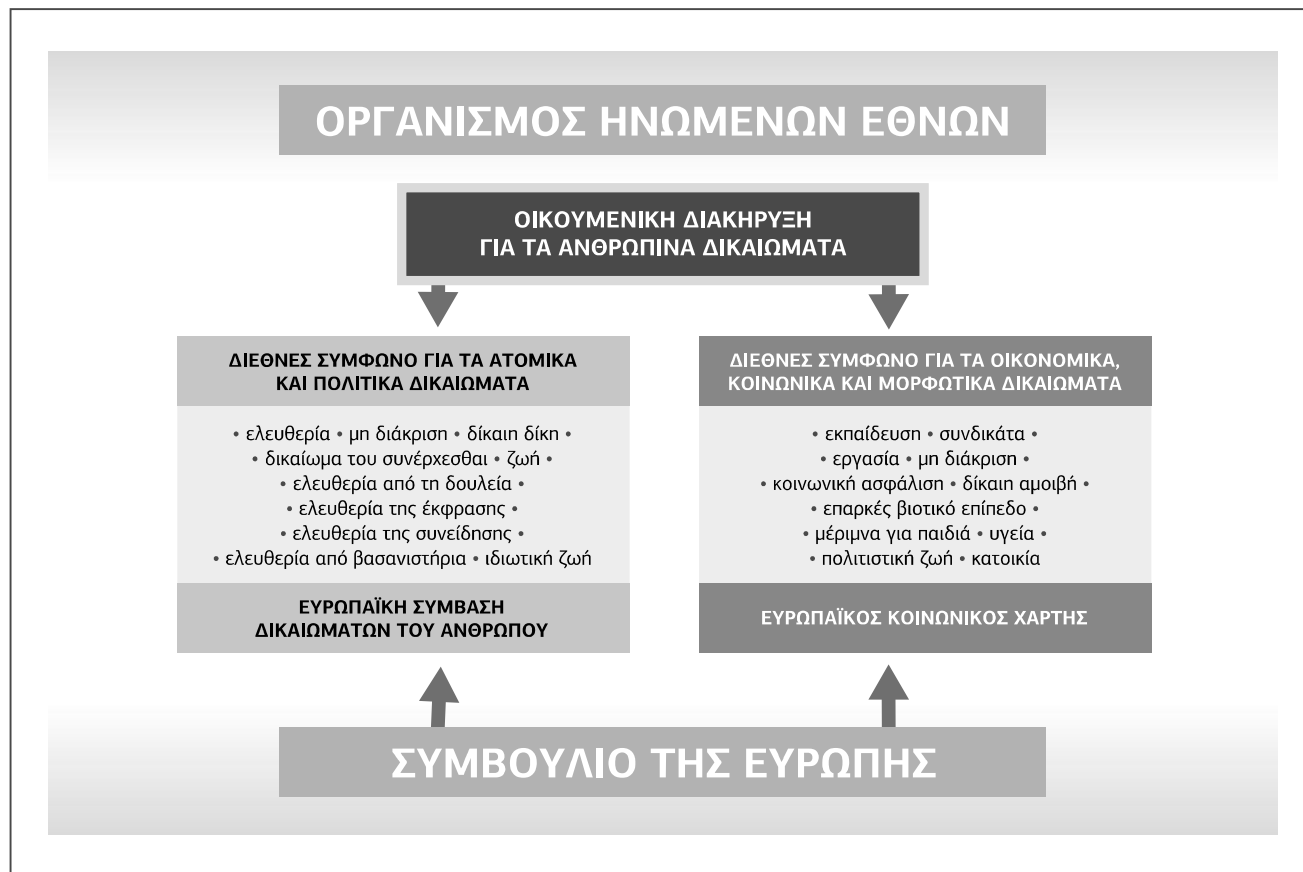 ΟΡΓΑΝΙΣΜΟΣ ΗΝΩΜΕΝΩΝ ΕΘΝΩΝ
ΟΙΚΟΥΜΕΝΙΚΗ ΔΙΑΚΗΡΥΞΗ
ΓΙΑ ΤΑ ΑΝΘΡΩΠΙΝΑ ΔΙΚΑΙΩΜΑΤΑ
ΔΙΕΘΝΕΣ ΣΥΜΦΩΝΟ ΓΙΑ ΤΑ ΑΤΟΜΙΚΑ
ΚΑΙ ΠΟΛΙΤΙΚΑ ΔΙΚΑΙΩΜΑΤΑ
• ελευθερία • μη διάκριση • δίκαιη δίκη •
• δικαίωμα του συνέρχεσθαι • ζωή •
• ελευθερία από τη δουλεία •
• ελευθερία της έκφρασης •
• ελευθερία της συνείδησης •
• ελευθερία από βασανιστήρια • ιδιωτική ζωή
ΕΥΡΩΠΑΪΚΗ ΣΥΜΒΑΣΗ
ΔΙΚΑΙΩΜΑΤΩΝ ΤΟΥ ΑΝΘΡΩΠΟΥ
ΔΙΕΘΝΕΣ ΣΥΜΦΩΝΟ ΓΙΑ ΤΑ ΟΙΚΟΝΟΜΙΚΑ,
ΚΟΙΝΩΝΙΚΑ ΚΑΙ ΜΟΡΦΩΤΙΚΑ ΔΙΚΑΙΩΜΑΤΑ
• εκπαίδευση • συνδικάτα •
• εργασία • μη διάκριση •
• κοινωνική ασφάλιση • δίκαιη αμοιβή •
• επαρκές βιοτικό επίπεδο •
• μέριμνα για παιδιά • υγεία •
• πολιτιστική ζωή • κατοικία
ΕΥΡΩΠΑΪΚΟΣ ΚΟΙΝΩΝΙΚΟΣ ΧΑΡΤΗΣ
ΣΥΜΒΟΥΛΙΟ ΤΗΣ ΕΥΡΩΠΗΣ